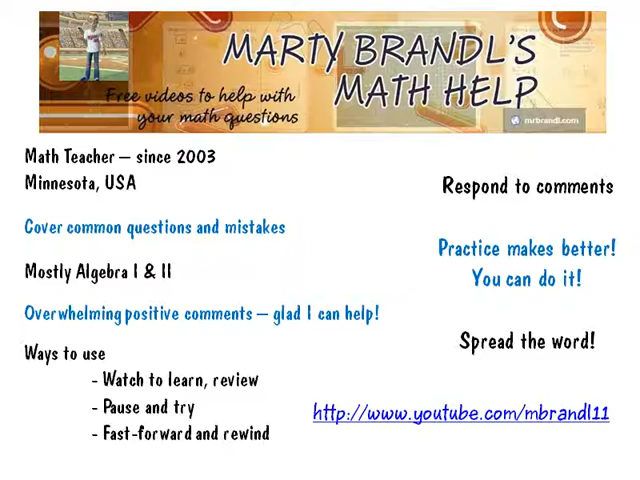 MARTY BRANDL'S
MATH HELP
Free videos to help with
your math questions
mrbrandl.com
Math Teacher – since 2003
Minnesota, USA
Cover common questions and mistakes
Mostly Algebra I & II
Overwhelming positive comments – glad I can help!
Ways to use
- Watch to learn, review
- Pause and try
- Fast-forward and rewind
Respond to comments
Practice makes better!
You can do it!
Spread the word!
http://www.youtube.com/mbrandl11